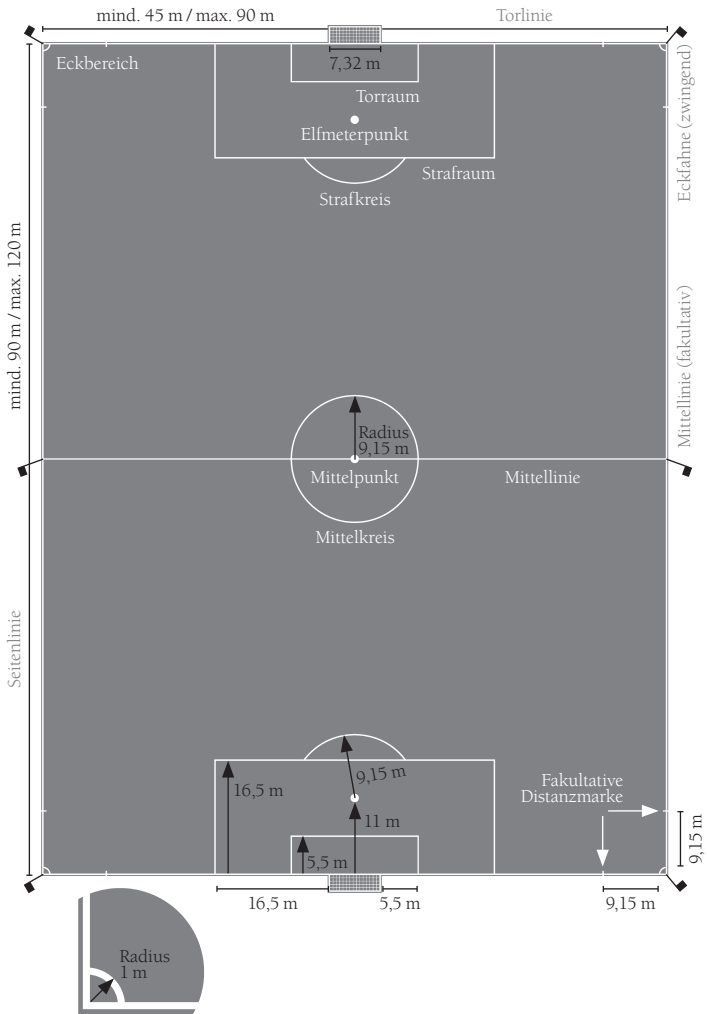 mind. 45 m / max. 90 m
Torlinie
Eckbereich
7,32 m
Torraum
Elfmeterpunkt
Strafraum
Strafkreis
Eckfahne (zwingend)
mind. 90 m / max. 120 m
Mittellinie (fakultativ)
Radius
9,15 m
Mittelpunkt
Mittellinie
Mittelkreis
Seitenlinie
9,15 m
16,5 m
11 m
5,5 m
Fakultative
Distanzmarke
9,15 m
16,5 m
5,5 m
9,15 m
Radius
1 m